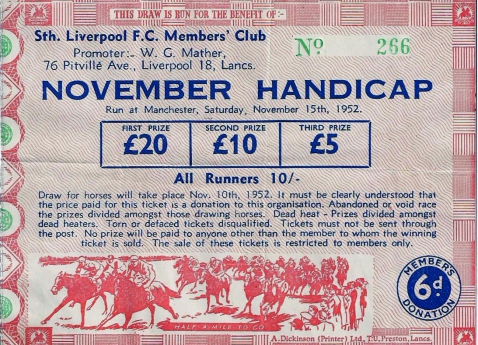 THIS DRAW IS RUN FOR THE BENEFIT OF :-
Sth. Liverpool F.C. Members' Club
Promoter:- W. G. Mather,
76 Pitville Ave., Liverpool 18, Lancs.
No 266
NOVEMBER HANDICAP
Run at Manchester, Saturday, November 15th, 1952.
FIRST PRIZE £20
SECOND PRIZE £10
THIRD PRIZE £5
All Runners 10/-
Draw for horses will take place Nov. 10th, 1952. It must be clearly understood that
the price paid for this ticket is a donation to this organisation. Abandoned or void race
the prizes divided amongst those drawing horses. Dead heat - Prizes divided amongst
dead heaters. Torn or defaced tickets disqualified. Tickets must not be sent through
the post. No prize will be paid to anyone other than the member to whom the winning
ticket is sold. The sale of these tickets is restricted to members only.
MEMBERS
6d.
DONATION
HALF A MILE TO GO
A. Dickinson (Printer) Ltd., T.U., Preston, Lancs.